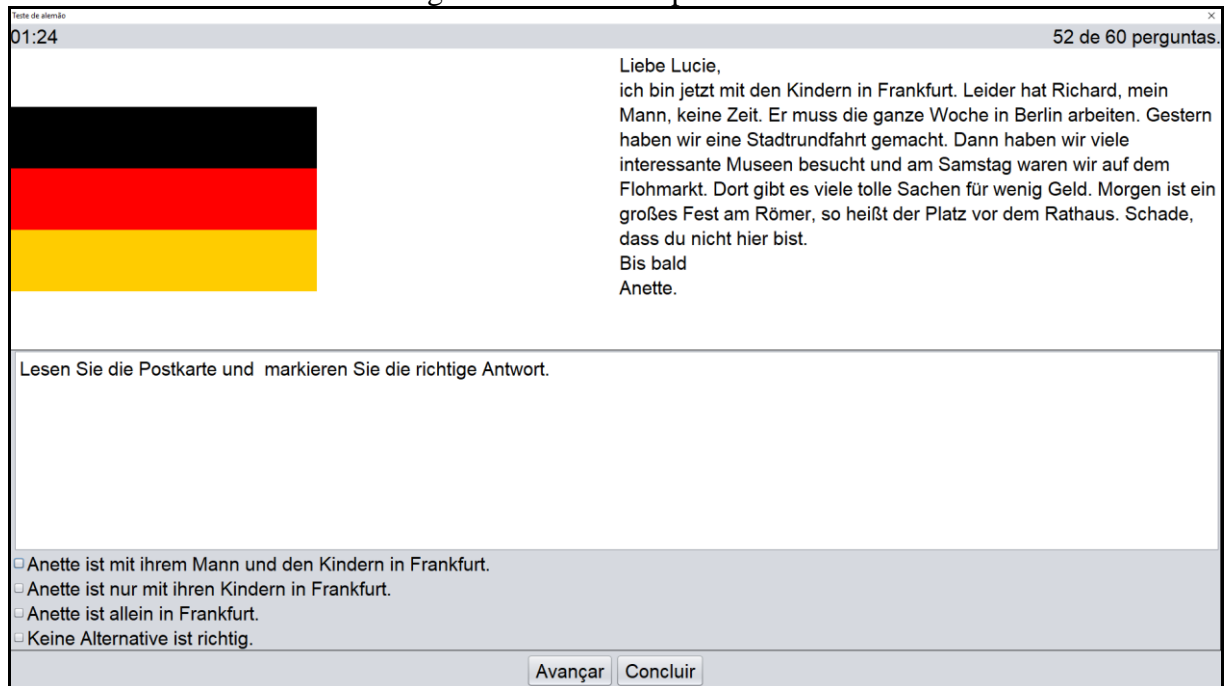 Teste de alemão
01:24
52 de 60 perguntas.
Liebe Lucie,
ich bin jetzt mit den Kindern in Frankfurt. Leider hat Richard, mein
Mann, keine Zeit. Er muss die ganze Woche in Berlin arbeiten. Gestern
haben wir eine Stadtrundfahrt gemacht. Dann haben wir viele
interessante Museen besucht und am Samstag waren wir auf dem
Flohmarkt. Dort gibt es viele tolle Sachen für wenig Geld. Morgen ist ein
großes Fest am Römer, so heißt der Platz vor dem Rathaus. Schade,
dass du nicht hier bist.
Bis bald
Anette.
Lesen Sie die Postkarte und  markieren Sie die richtige Antwort.
Anette ist mit ihrem Mann und den Kindern in Frankfurt.
Anette ist nur mit ihren Kindern in Frankfurt.
Anette ist allein in Frankfurt.
Keine Alternative ist richtig.
Avançar Concluir